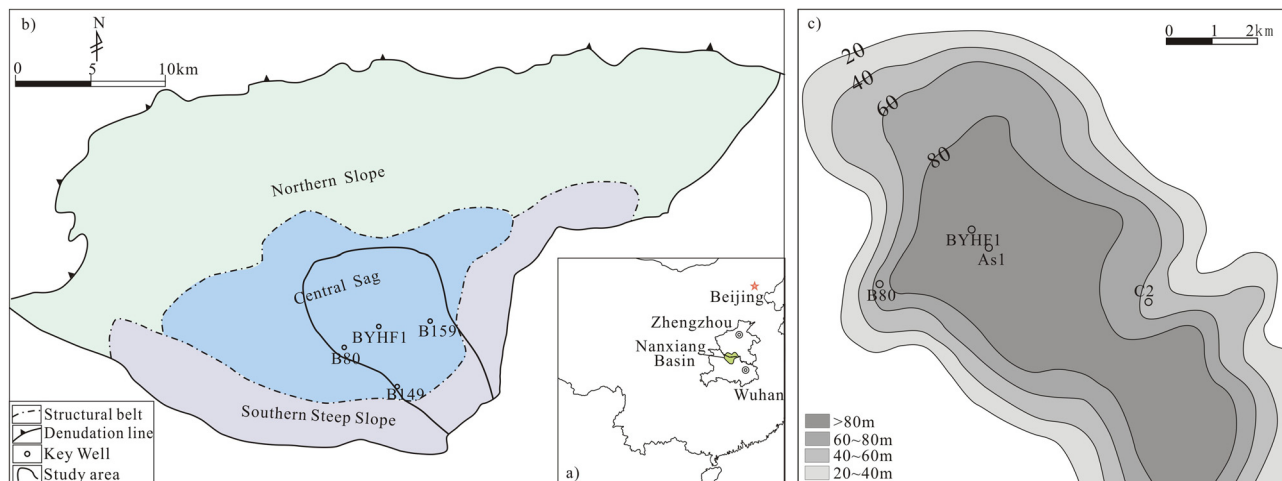 b)
N
0 5 10km
Northern Slope
Central Sag
BYHF1
B159
B80
B149
Southern Steep Slope
Structural belt
Denudation line
Key Well
Study area
Beijing
Zhengzhou
Nanxiang
Basin
Wuhan
a)
c)
0 1 2km
20
40
60
80
BYHF1
As1
B80
C2
>80m
60~80m
40~60m
20~40m